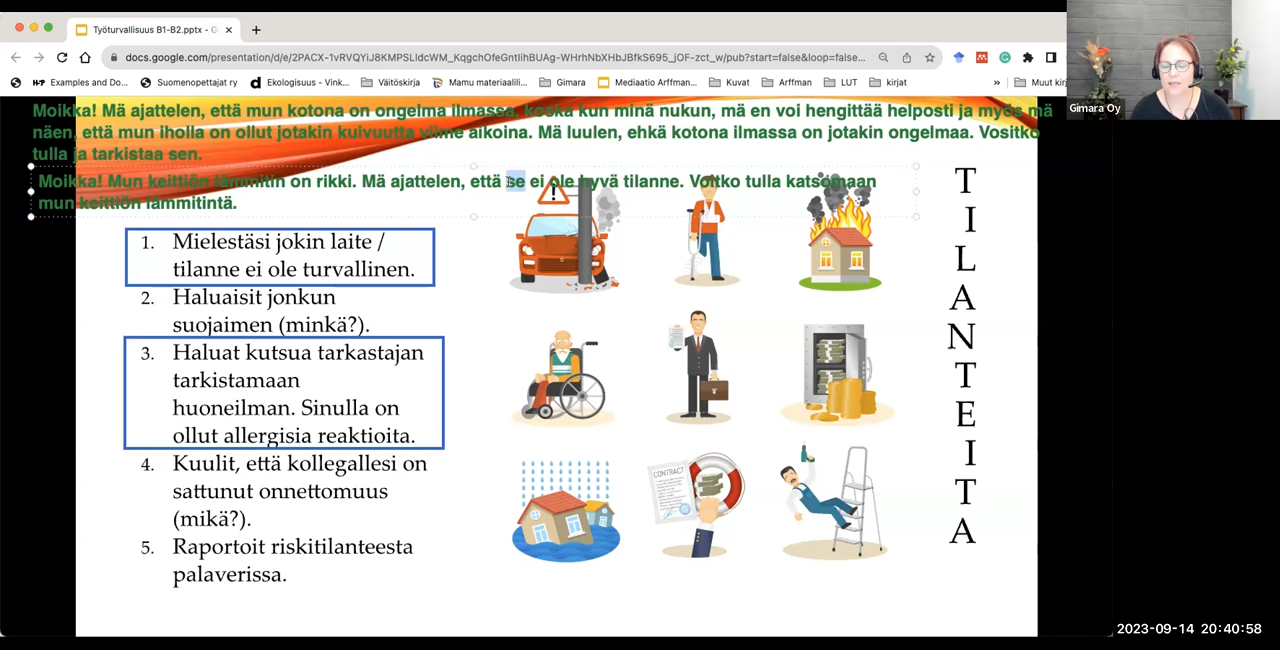 Työturvallisuus B1-B2.pptx - G
docs.google.com/presentation/d/e/2PACX-1vRVQYiJ8KMPSLldcWM_KqgchOfeGntlihBUAg-WHrhNbXHbJBfkS695_jOF-zct_w/pub?start=false&loop=false...
Examples and Do... Suomenopettajat ry Ekologisuus - Vink... Väitöskirja Mamu materiaalili... Gimara Mediaatio Arffman... Kuvat Arffman LUT kirjat » Muut kirj
Gimara Oy
Moikka! Mä ajattelen, että mun kotona on ongelma ilmassa, koska kun minä nukun, mä en voi hengittää helposti ja myös mä
näen, että mun iholla on ollut jotakin kuivuutta viime aikoina. Mä luulen, ehkä kotona ilmassa on jotakin ongelmaa. Vositko
tulla ja tarkistaa sen.
Moikka! Mun keittiön lämmitin on rikki. Mä ajattelen, että se ei ole hyvä tilanne. Voitko tulla katsomaan
mun keittiön lämmitintä.
1. Mielestäsi jokin laite /
tilanne ei ole turvallinen.
2. Haluaisit jonkun
suojaimen (minkä?).
3. Haluat kutsua tarkastajan
tarkistamaan
huoneilman. Sinulla on
ollut allergisia reaktioita.
4. Kuulit, että kollegallesi on
sattunut onnettomuus
(mikä?).
5. Raportoit riskitilanteesta
palaverissa.
CONTRACT
T
I
L
A
N
T
E
I
T
A
2023-09-14 20:40:58